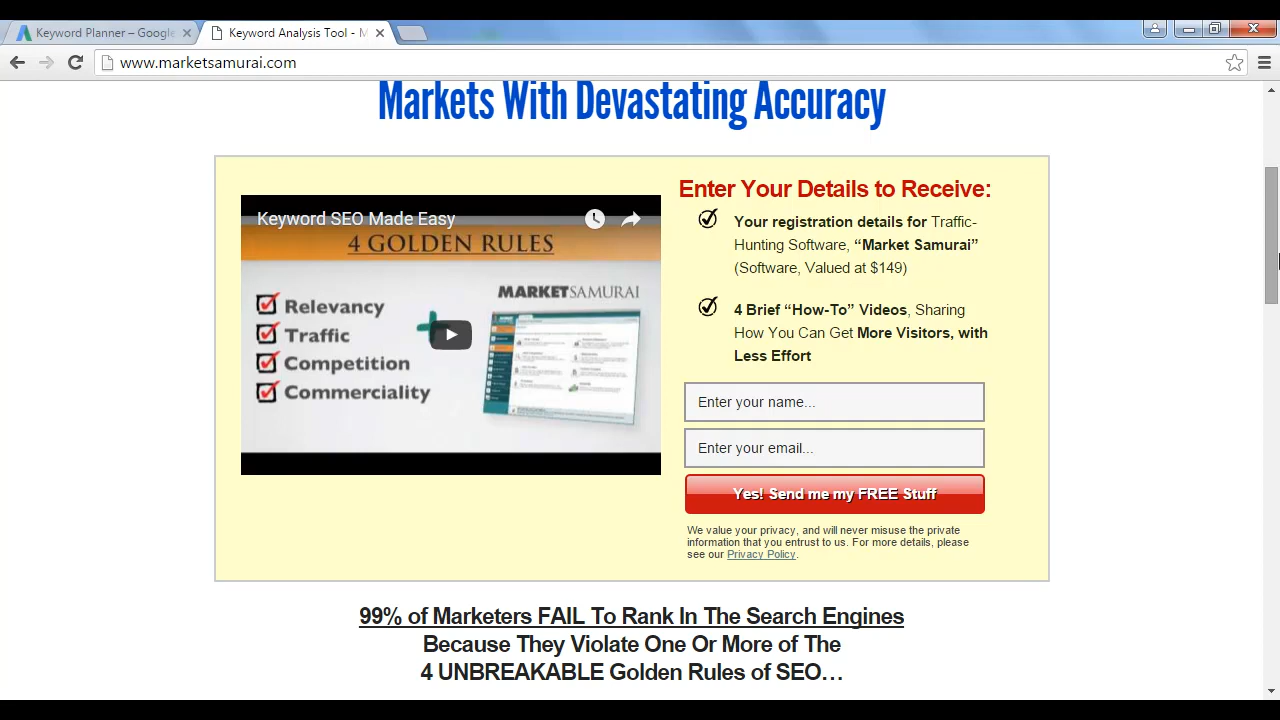 Keyword Planner – Google
Keyword Analysis Tool - M
www.marketsamurai.com
Markets With Devastating Accuracy
Keyword SEO Made Easy
4 GOLDEN RULES
Relevancy
Traffic
Competition
Commerciality
MARKETSAMURAI
Enter Your Details to Receive:
Your registration details for Traffic-
Hunting Software, “Market Samurai”
(Software, Valued at $149)
4 Brief “How-To” Videos, Sharing
How You Can Get More Visitors, with
Less Effort
Enter your name...
Enter your email...
Yes! Send me my FREE Stuff
We value your privacy, and will never misuse the private
information that you entrust to us. For more details, please
see our Privacy Policy.
99% of Marketers FAIL To Rank In The Search Engines
Because They Violate One Or More of The
4 UNBREAKABLE Golden Rules of SEO…